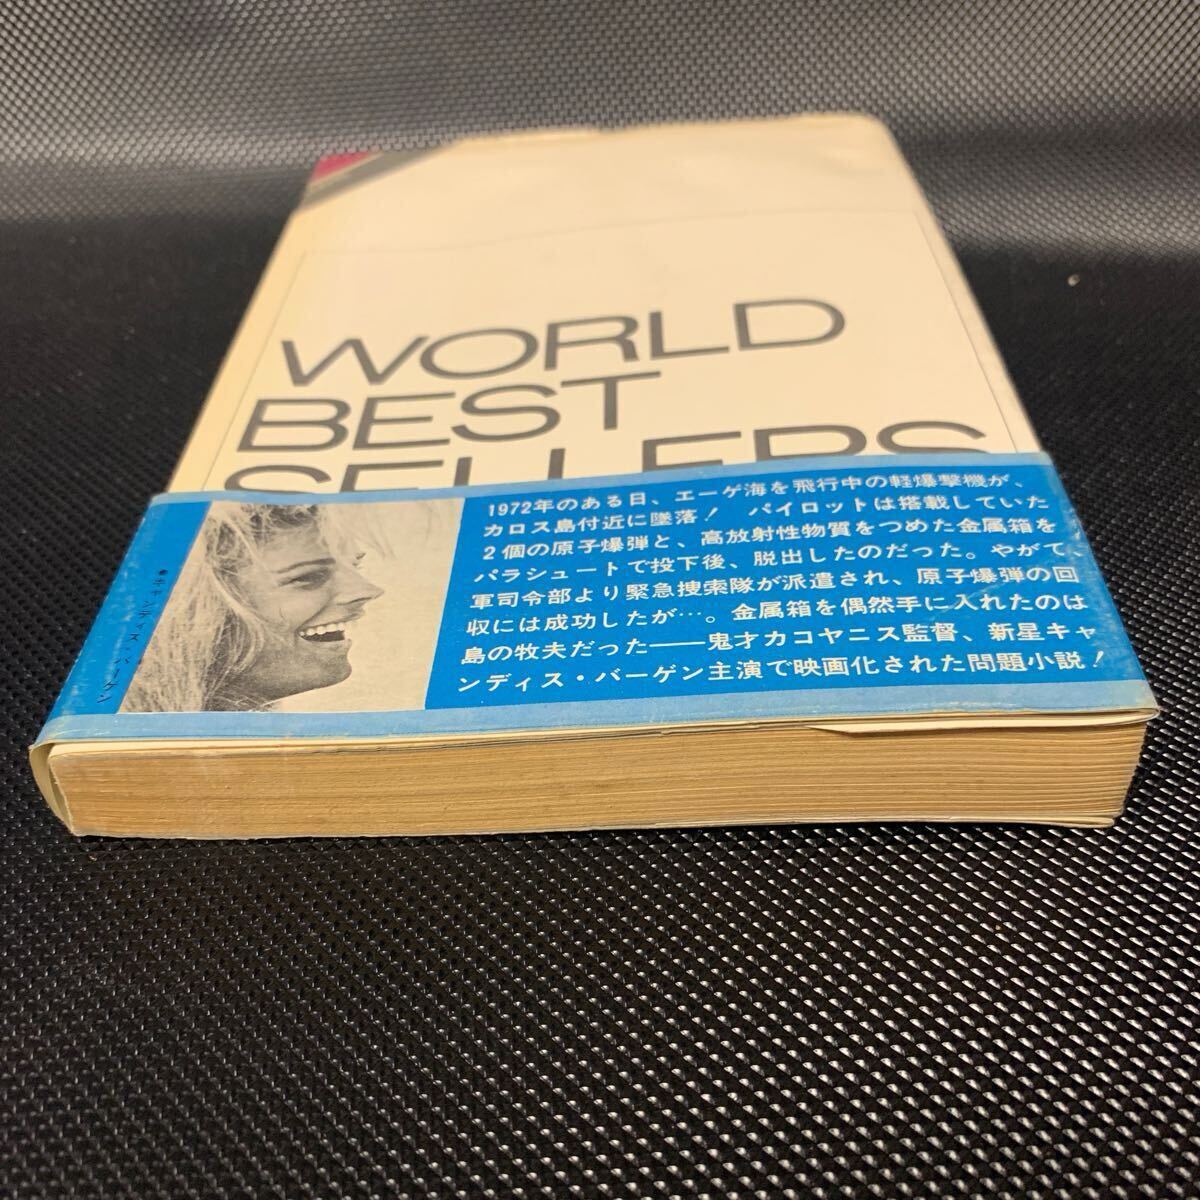 WORLD
BEST
SELLERS
1972年のある日、エーゲ海を飛行中の軽爆撃機が、
カロス島付近に墜落！ パイロットは搭載していた
2個の原子爆弾と、高放射性物質をつめた金属箱を
パラシュートで投下後、脱出したのだった。やがて、
軍司令部より緊急捜索隊が派遣され、原子爆弾の回
収には成功したが…。金属箱を偶然手に入れたのは
島の牧夫だった──鬼才カコヤニス監督、新星キャ
ンディス・バーゲン主演で映画化された問題小説！
●キャンディス・バーゲン